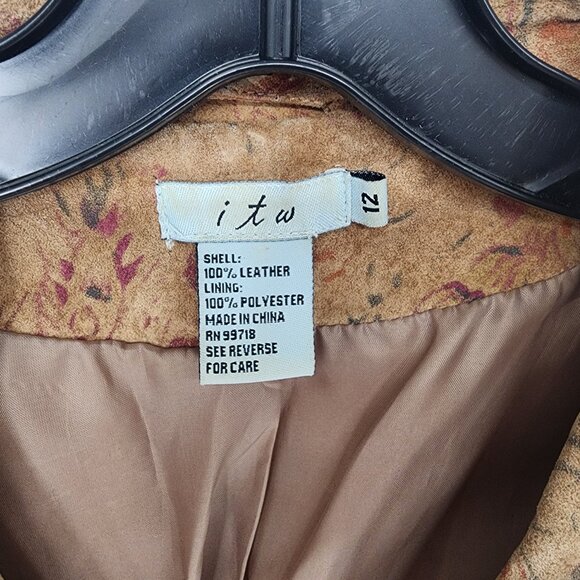 itw
12
SHELL:
100% LEATHER
LINING:
100% POLYESTER
MADE IN CHINA
RN 99718
SEE REVERSE
FOR CARE